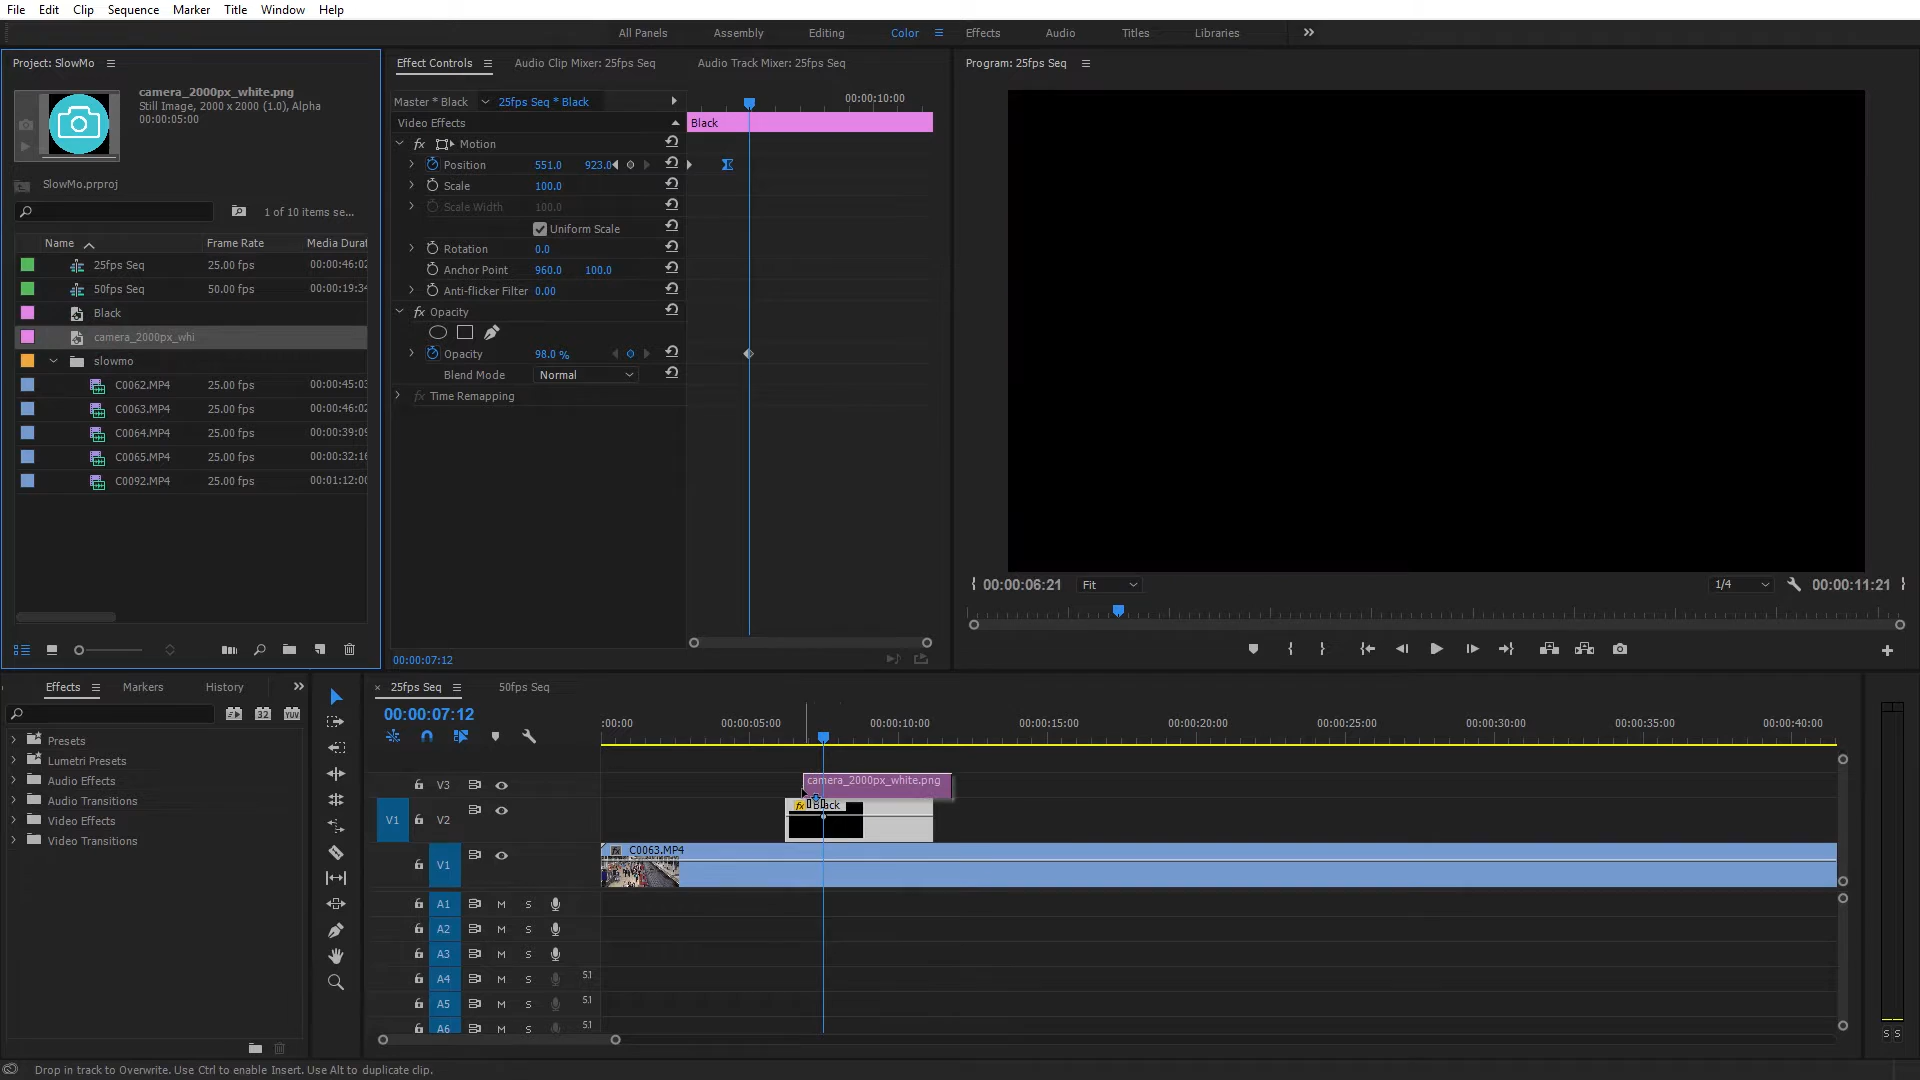 File Edit Clip Sequence Marker Title Window Help
All Panels Assembly Editing Color Effects Audio Titles Libraries
Project: SlowMo
camera_2000px_white.png
Still Image, 2000 x 2000 (1.0), Alpha
00:00:05:00
SlowMo.prproj
1 of 10 items se...
Name Frame Rate Media Durat
25fps Seq 25.00 fps 00:00:46:02
50fps Seq 50.00 fps 00:00:19:34
Black
camera_2000px_whi
slowmo
C0062.MP4 25.00 fps 00:00:45:03
C0063.MP4 25.00 fps 00:00:46:02
C0064.MP4 25.00 fps 00:00:39:09
C0065.MP4 25.00 fps 00:00:32:16
C0092.MP4 25.00 fps 00:01:12:00
Effect Controls Audio Clip Mixer: 25fps Seq Audio Track Mixer: 25fps Seq
Master * Black 25fps Seq * Black 00:00:10:00
Video Effects Black
fx Motion
Position 551.0 923.0
Scale 100.0
Scale Width 100.0
Uniform Scale
Rotation 0.0
Anchor Point 960.0 100.0
Anti-flicker Filter 0.00
fx Opacity
Opacity 98.0 %
Blend Mode Normal
fx Time Remapping
00:00:07:12
Program: 25fps Seq
00:00:06:21 Fit 1/4 00:00:11:21
Effects Markers History
32 YUV
Presets
Lumetri Presets
Audio Effects
Audio Transitions
Video Effects
Video Transitions
25fps Seq 50fps Seq
00:00:07:12
:00:00 00:00:05:00 00:00:10:00 00:00:15:00 00:00:20:00 00:00:25:00 00:00:30:00 00:00:35:00 00:00:40:00
V3 camera_2000px_white.png
V1 V2 fx Black
V1 fx C0063.MP4
A1 M S
A2 M S
A3 M S
A4 M S 5.1
A5 M S 5.1
A6 M S 5.1
S S
Drop in track to Overwrite. Use Ctrl to enable Insert. Use Alt to duplicate clip.